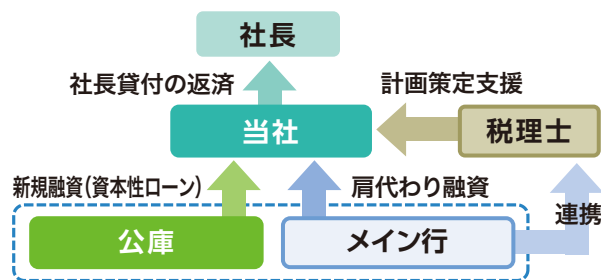 社長
社長貸付の返済
計画策定支援
当社
税理士
新規融資(資本性ローン)
肩代わり融資
連携
公庫
メイン行